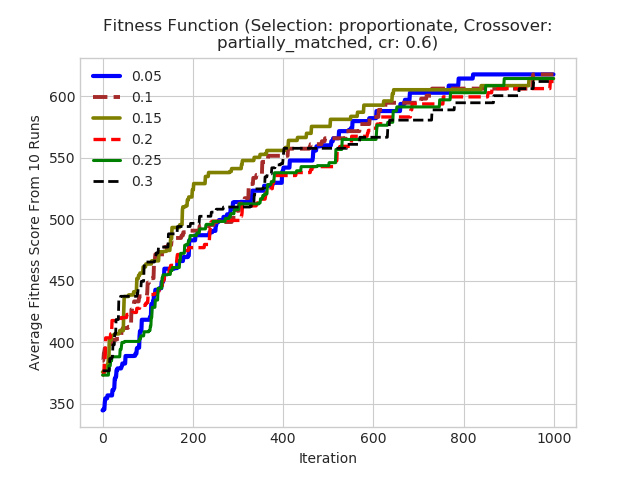 Fitness Function (Selection: proportionate, Crossover:
partially_matched, cr: 0.6)
Average Fitness Score From 10 Runs
600
550
500
450
400
350
0.05
0.1
0.15
0.2
0.25
0.3
0 200 400 600 800 1000
Iteration